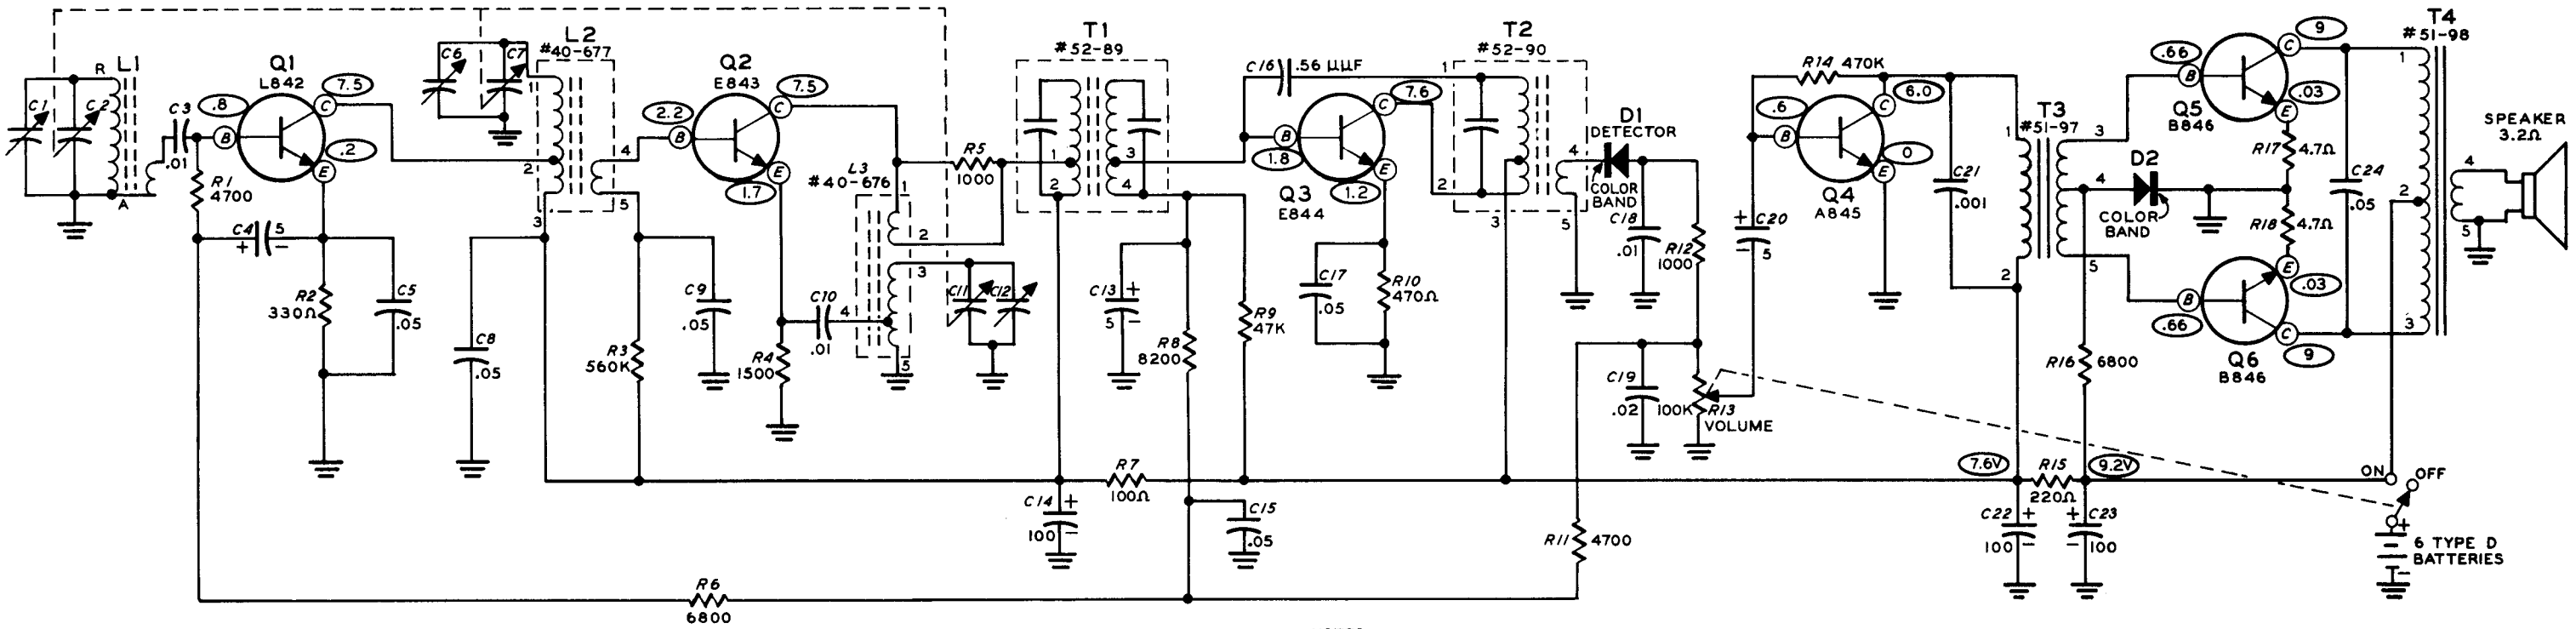 L1
R
A
C1
C2
C3
.01
R1
4700
C4
+ 5 -
Q1
L842
.8
B
7.5
C
.2
E
R2
330Ω
C5
.05
C6
C7
L2
#40-677
1
2
3
4
5
C8
.05
Q2
E843
2.2
B
7.5
C
1.7
E
R3
560K
C9
.05
R4
1500
C10
.01
L3
#40-676
1
2
3
4
5
C11
C12
R5
1000
T1
#52-89
1
2
3
4
C13
+
5 -
R8
8200
R9
47K
R7
100Ω
C14 +
100 -
C15
.05
R6
6800
C16
.56 μμF
Q3
E844
1.8
B
7.6
C
1.2
E
C17
.05
R10
470Ω
T2
#52-90
1
2
3
4
5
D1
DETECTOR
COLOR
BAND
C18
.01
R12
1000
C19
.02
100K R13
VOLUME
R11 4700
+ C20
- 5
R14 470K
.6
B
C
6.0
Q4
A845
0
E
C21
.001
T3
#51-97
1
2
3
4
5
D2
COLOR
BAND
R16 6800
7.6V
R15
220Ω
9.2V
C22 +
100 -
+ C23
- 100
.66
B
9
C
.03
E
Q5
B846
R17 4.7Ω
R18 4.7Ω
E
.03
B
.66
C
9
Q6
B846
C24
.05
T4
#51-98
1
2
3
4
5
SPEAKER
3.2Ω
ON
OFF
+
6 TYPE D
BATTERIES
-